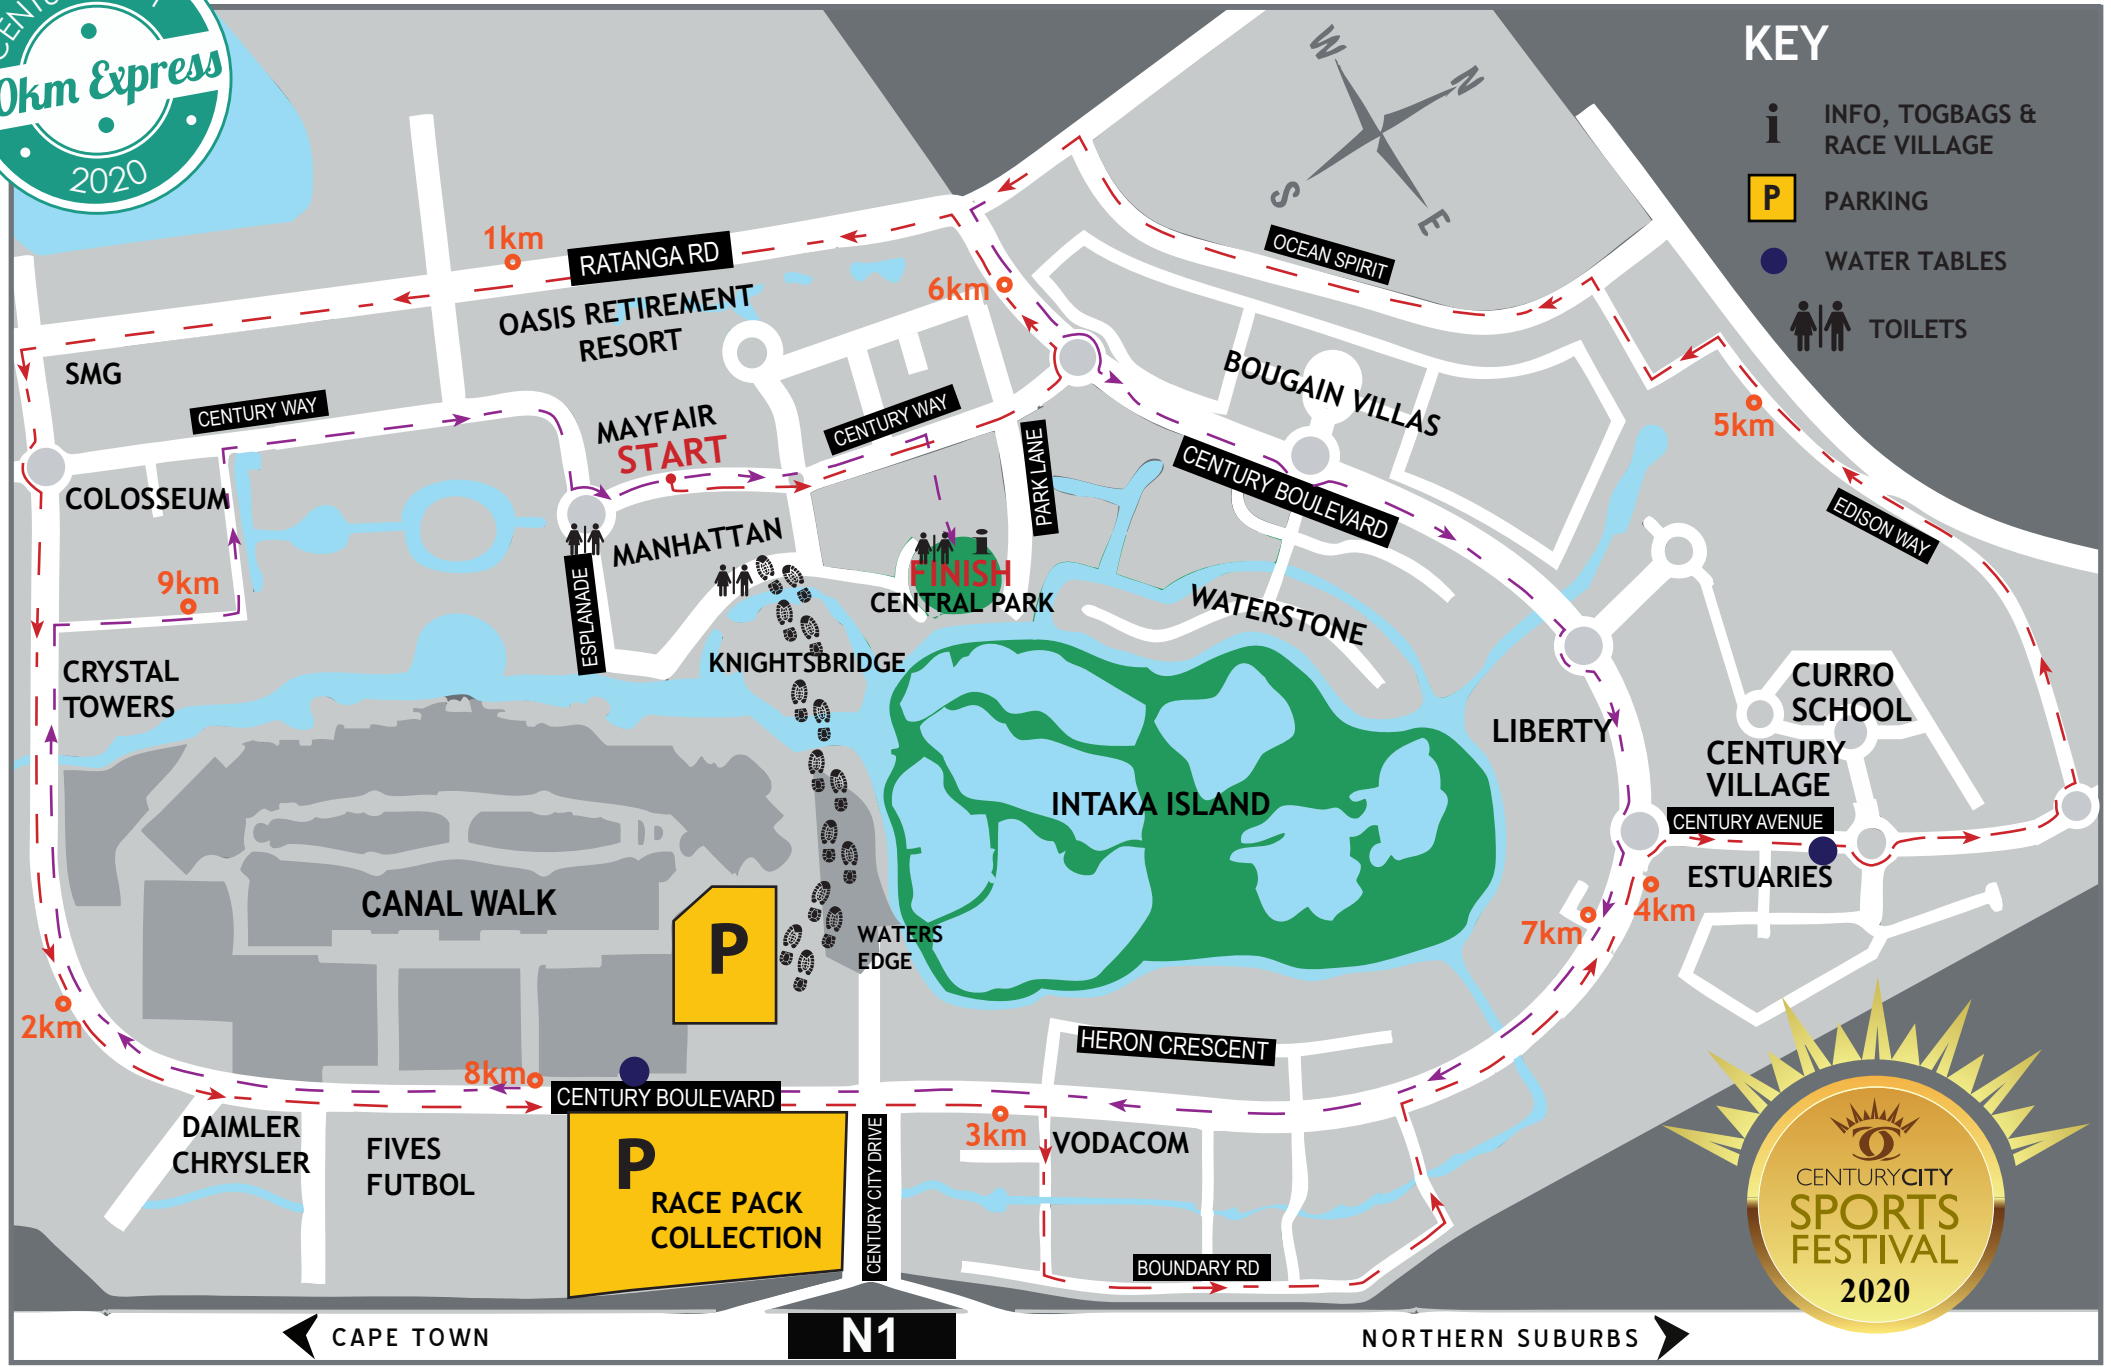 CENTU
0km Express
2020
KEY
i
INFO, TOGBAGS &
RACE VILLAGE
P
PARKING
WATER TABLES
TOILETS
W
N
S
E
1km
RATANGA RD
OASIS RETIREMENT
RESORT
6km
OCEAN SPIRIT
SMG
CENTURY WAY
MAYFAIR
START
CENTURY WAY
BOUGAIN VILLAS
5km
COLOSSEUM
PARK LANE
CENTURY BOULEVARD
EDISON WAY
MANHATTAN
9km
ESPLANADE
i
FINISH
CENTRAL PARK
WATERSTONE
CRYSTAL
TOWERS
KNIGHTSBRIDGE
LIBERTY
CURRO
SCHOOL
CENTURY
VILLAGE
INTAKA ISLAND
CENTURY AVENUE
ESTUARIES
CANAL WALK
P
WATERS
EDGE
7km
4km
2km
HERON CRESCENT
8km
CENTURY BOULEVARD
3km
VODACOM
DAIMLER
CHRYSLER
FIVES
FUTBOL
P
RACE PACK
COLLECTION
CENTURY CITY DRIVE
BOUNDARY RD
CENTURYCITY
SPORTS
FESTIVAL
2020
CAPE TOWN
N1
NORTHERN SUBURBS